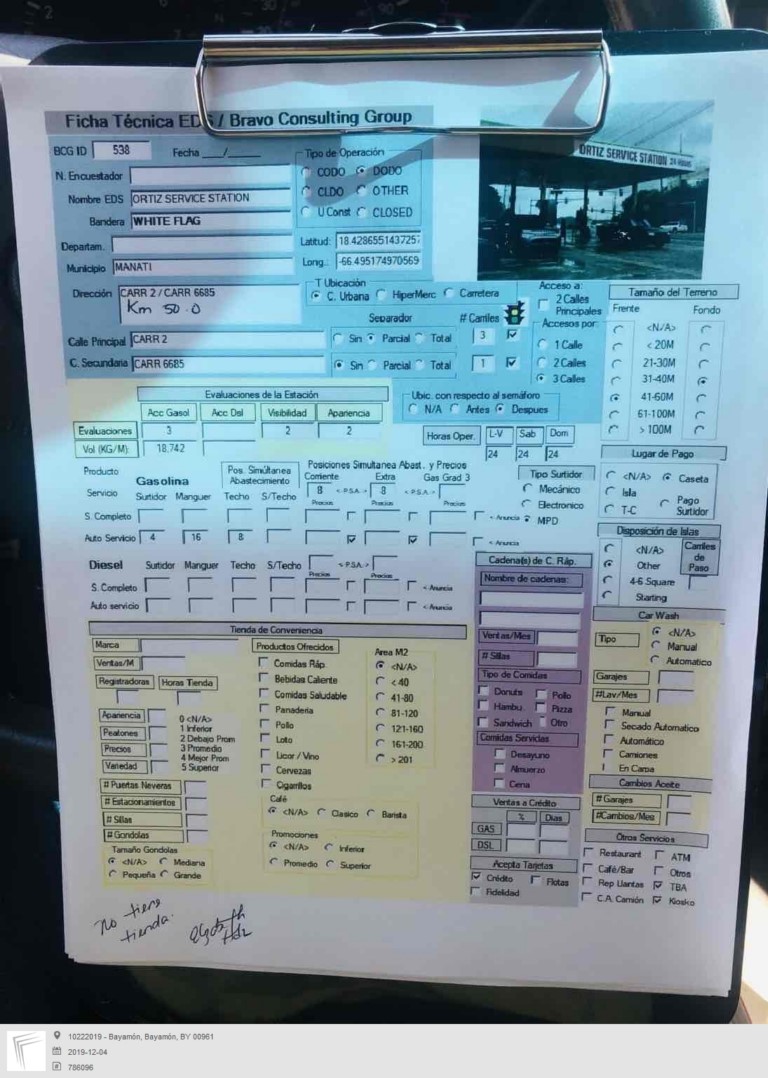 Ficha Técnica EDS / Bravo Consulting Group
BCG ID 538 Fecha ___/_____
N. Encuestador
Nombre EDS ORTIZ SERVICE STATION
Bandera WHITE FLAG
Departam.
Municipio MANATI
Tipo de Operación
CODO DODO
CLDO OTHER
U Const CLOSED
Latitud: 18.4286551437257
Long.: -66.495174970569
ORTIZ SERVICE STATION 24 Hours
Dirección CARR 2 / CARR 6685
Km 50.0
T Ubicación
C. Urbana HiperMerc Carretera
Separador # Carriles
Calle Principal CARR 2 Sin Parcial Total 3
C. Secundaria CARR 6685 Sin Parcial Total 1
Acceso a:
2 Calles Principales
Accesos por:
1 Calle
2 Calles
3 Calles
Tamaño del Terreno
Frente Fondo
<N/A>
< 20M
21-30M
31-40M
41-60M
61-100M
> 100M
Evaluaciones de la Estación
Acc Gasol Acc Dsl Visibilidad Apariencia
Evaluaciones 3 2 2
Vol (KG/M): 18,742
Ubic. con respecto al semáforo
N/A Antes Despues
Horas Oper. L-V Sab Dom
24 24 24
Lugar de Pago
<N/A> Caseta
Isla
T-C Pago Surtidor
Producto Gasolina
Servicio Surtidor Manguer
Pos. Simúltanea Abastecimiento
Techo S/Techo
Posiciones Simultanea Abast. y Precios
Corriente Extra Gas Grad 3
8 < P.S.A. > 8 < P.S.A. >
Precios Precios Precios
S. Completo < Anuncia
Auto Servicio 4 16 8 < Anuncia
Tipo Surtidor
Mecánico
Electronico
MPD
Disposición de Islas
<N/A>
Other
4-6 Square
Starting
Carriles de Paso
Diesel Surtidor Manguer Techo S/Techo < P.S.A. >
Precios Precios
S. Completo < Anuncia
Auto servicio < Anuncia
Cadena(s) de C. Ráp.
Nombre de cadenas:
Ventas/Mes
# Sillas
Tipo de Comidas
Donuts Pollo
Hambu. Pizza
Sandwich Otro
Comidas Servidas
Desayuno
Almuerzo
Cena
Car Wash
Tipo <N/A>
Manual
Automatico
Garajes
#Lav/Mes
Manual
Secado Automatico
Automático
Camiones
En Carpa
Cambios Aceite
# Garajes
#Cambios/Mes
Tienda de Conveniencia
Marca
Ventas/M
Registradoras Horas Tienda
Apariencia
Peatones
Precios
Variedad
0 <N/A>
1 Inferior
2 Debajo Prom
3 Promedio
4 Mejor Prom
5 Superior
# Puertas Neveras
# Estacionamientos
# Sillas
# Gondolas
Tamaño Gondolas
<N/A> Mediana
Pequeña Grande
Productos Ofrecidos
Comidas Ráp
Bebidas Caliente
Comidas Saludable
Panaderia
Pollo
Loto
Licor / Vino
Cervezas
Cigarrillos
Area M2
<N/A>
< 40
41-80
81-120
121-160
161-200
> 201
Café
<N/A> Clasico Barista
Promociones
<N/A> Inferior
Promedio Superior
Ventas a Crédito
% Dias
GAS
DSL
Acepta Tarjetas
Crédito Flotas
Fidelidad
Otros Servicios
Restaurant ATM
Café/Bar Otros
Rep Llantas TBA
C.A. Camión Kiosko
No tiene
tienda.
10222019 - Bayamón, Bayamón, BY 00961
2019-12-04
786096